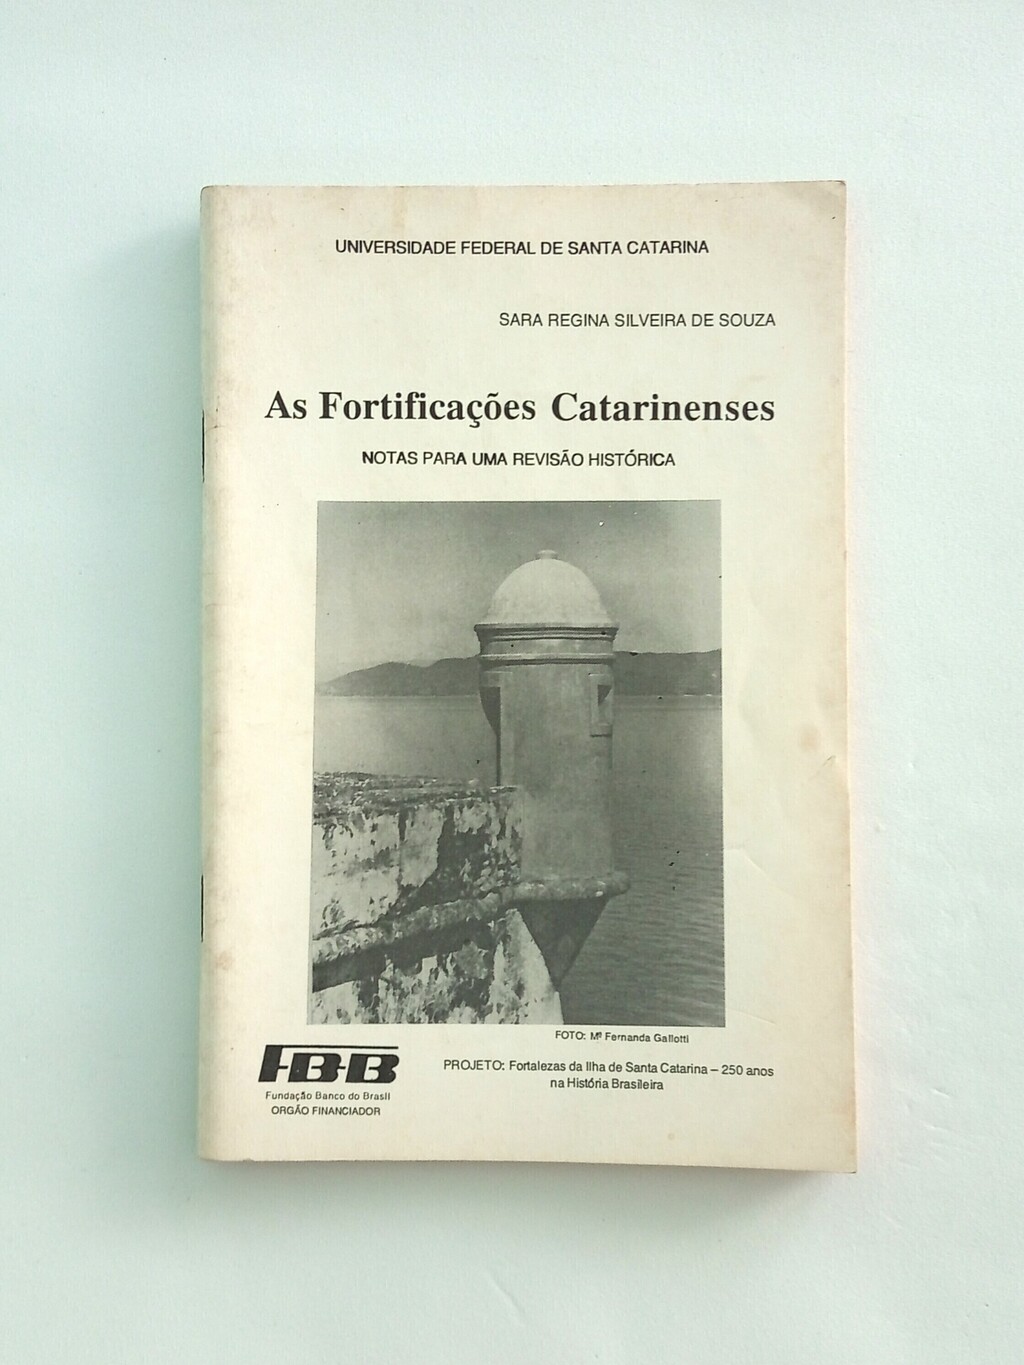 UNIVERSIDADE FEDERAL DE SANTA CATARINA
SARA REGINA SILVEIRA DE SOUZA
As Fortificações Catarinenses
NOTAS PARA UMA REVISÃO HISTÓRICA
FOTO: Mª Fernanda Gallotti
FBB
Fundação Banco do Brasil
ORGÃO FINANCIADOR
PROJETO: Fortalezas da Ilha de Santa Catarina – 250 anos
na História Brasileira